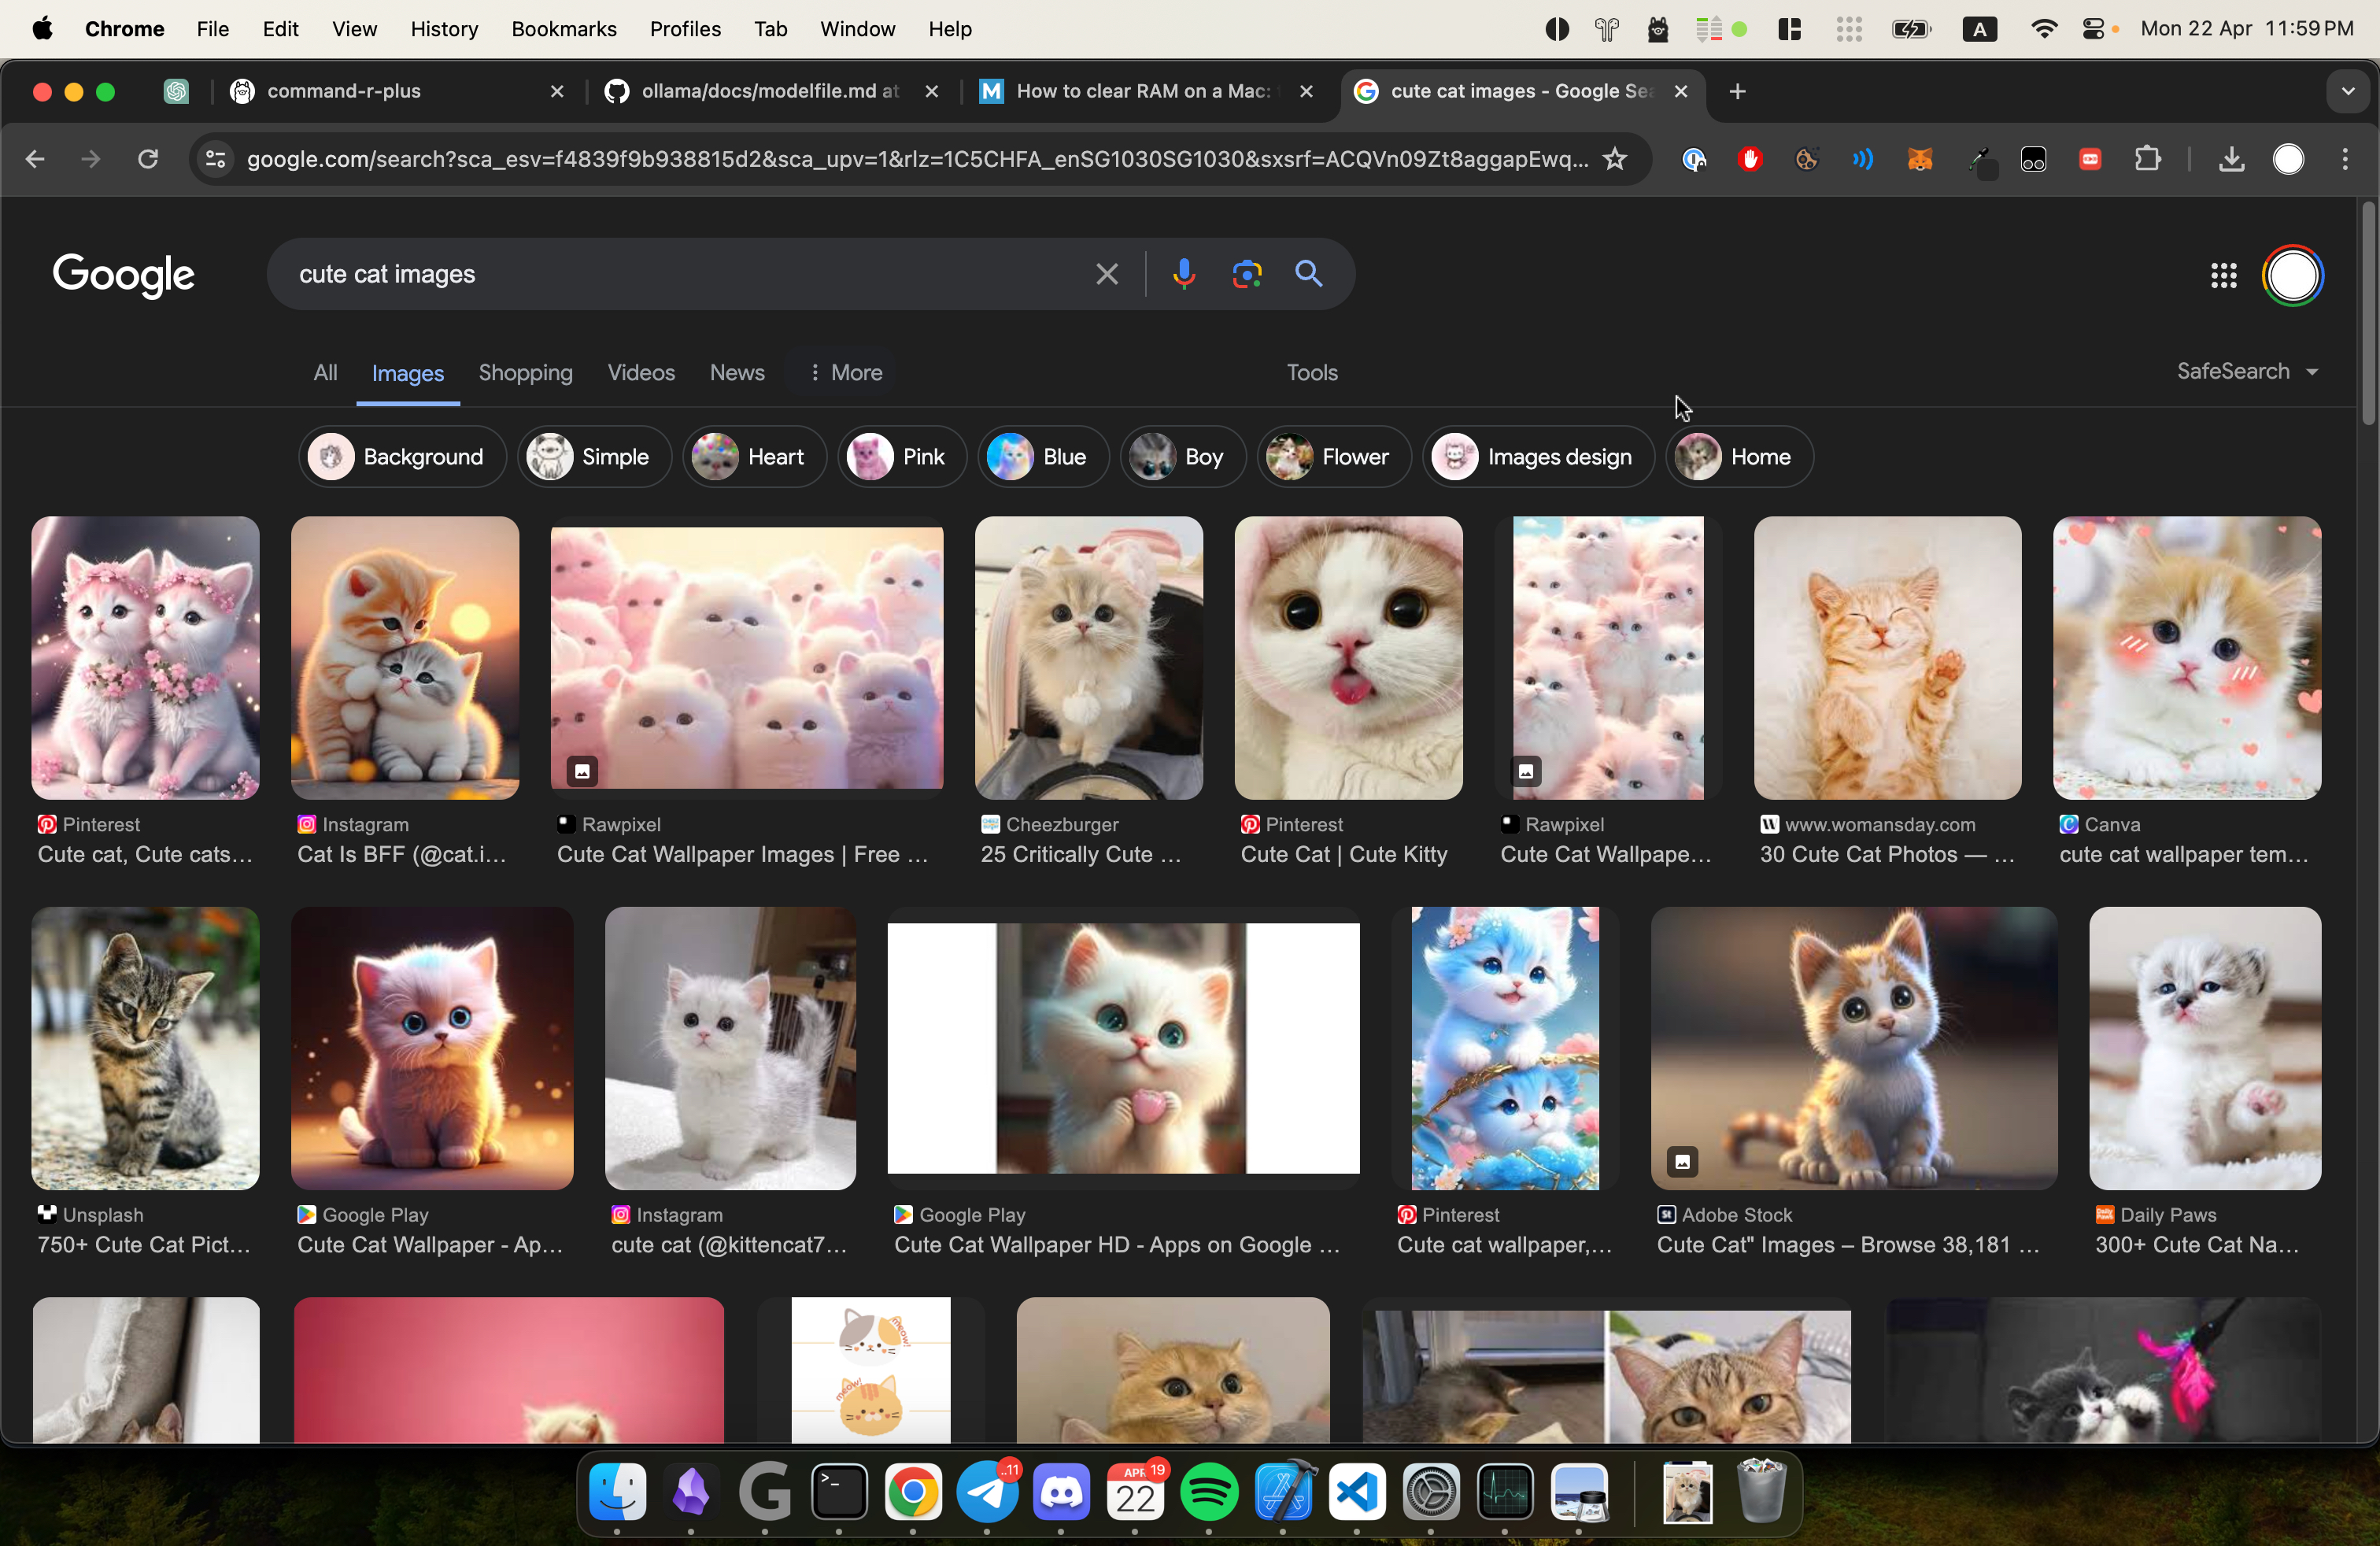 Chrome File Edit View History Bookmarks Profiles Tab Window Help A Mon 22 Apr 11:59 PM
command-r-plus ollama/docs/modelfile.md at How to clear RAM on a Mac: cute cat images - Google Sea
google.com/search?sca_esv=f4839f9b938815d2&sca_upv=1&rlz=1C5CHFA_enSG1030SG1030&sxsrf=ACQVn09Zt8aggapEwq...
Google cute cat images
All Images Shopping Videos News More Tools SafeSearch
Background Simple Heart Pink Blue Boy Flower Images design Home
Pinterest Instagram Rawpixel Cheezburger Pinterest Rawpixel www.womansday.com Canva
Cute cat, Cute cats... Cat Is BFF (@cat.i... Cute Cat Wallpaper Images | Free ... 25 Critically Cute ... Cute Cat | Cute Kitty Cute Cat Wallpape... 30 Cute Cat Photos — ... cute cat wallpaper tem...
Unsplash Google Play Instagram Google Play Pinterest Adobe Stock Daily Paws
750+ Cute Cat Pict... Cute Cat Wallpaper - Ap... cute cat (@kittencat7... Cute Cat Wallpaper HD - Apps on Google ... Cute cat wallpaper,... Cute Cat" Images – Browse 38,181 ... 300+ Cute Cat Na...
meow!
meow!
..11 APR 19
22